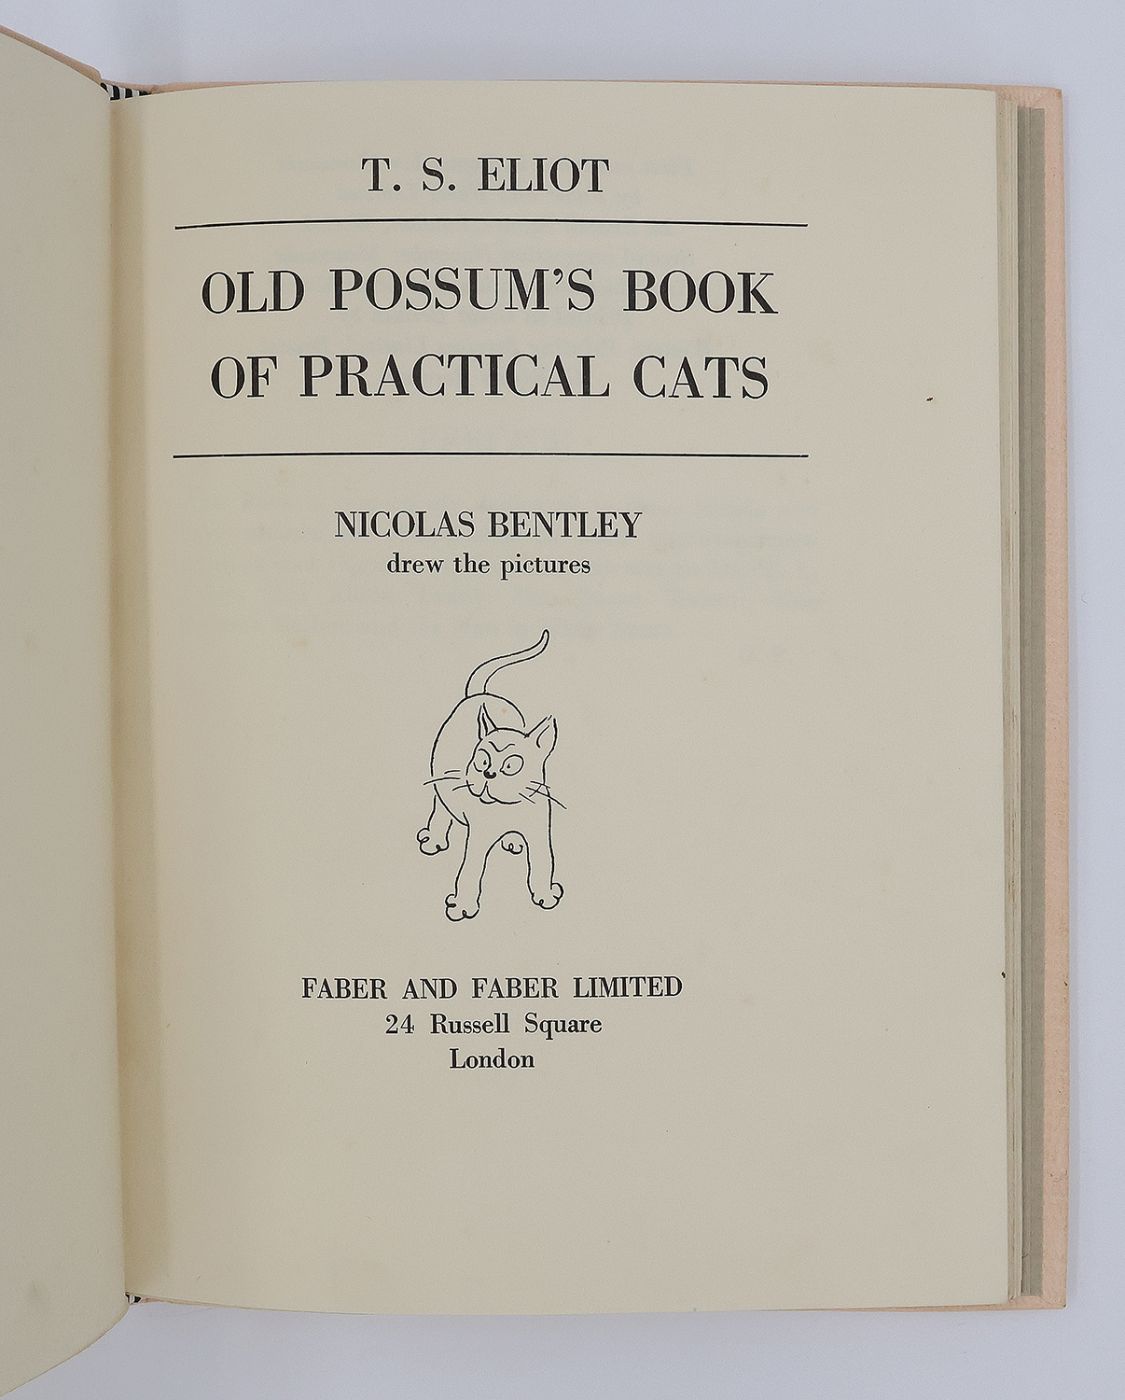 T. S. ELIOT
OLD POSSUM'S BOOK
OF PRACTICAL CATS
NICOLAS BENTLEY
drew the pictures
FABER AND FABER LIMITED
24 Russell Square
London